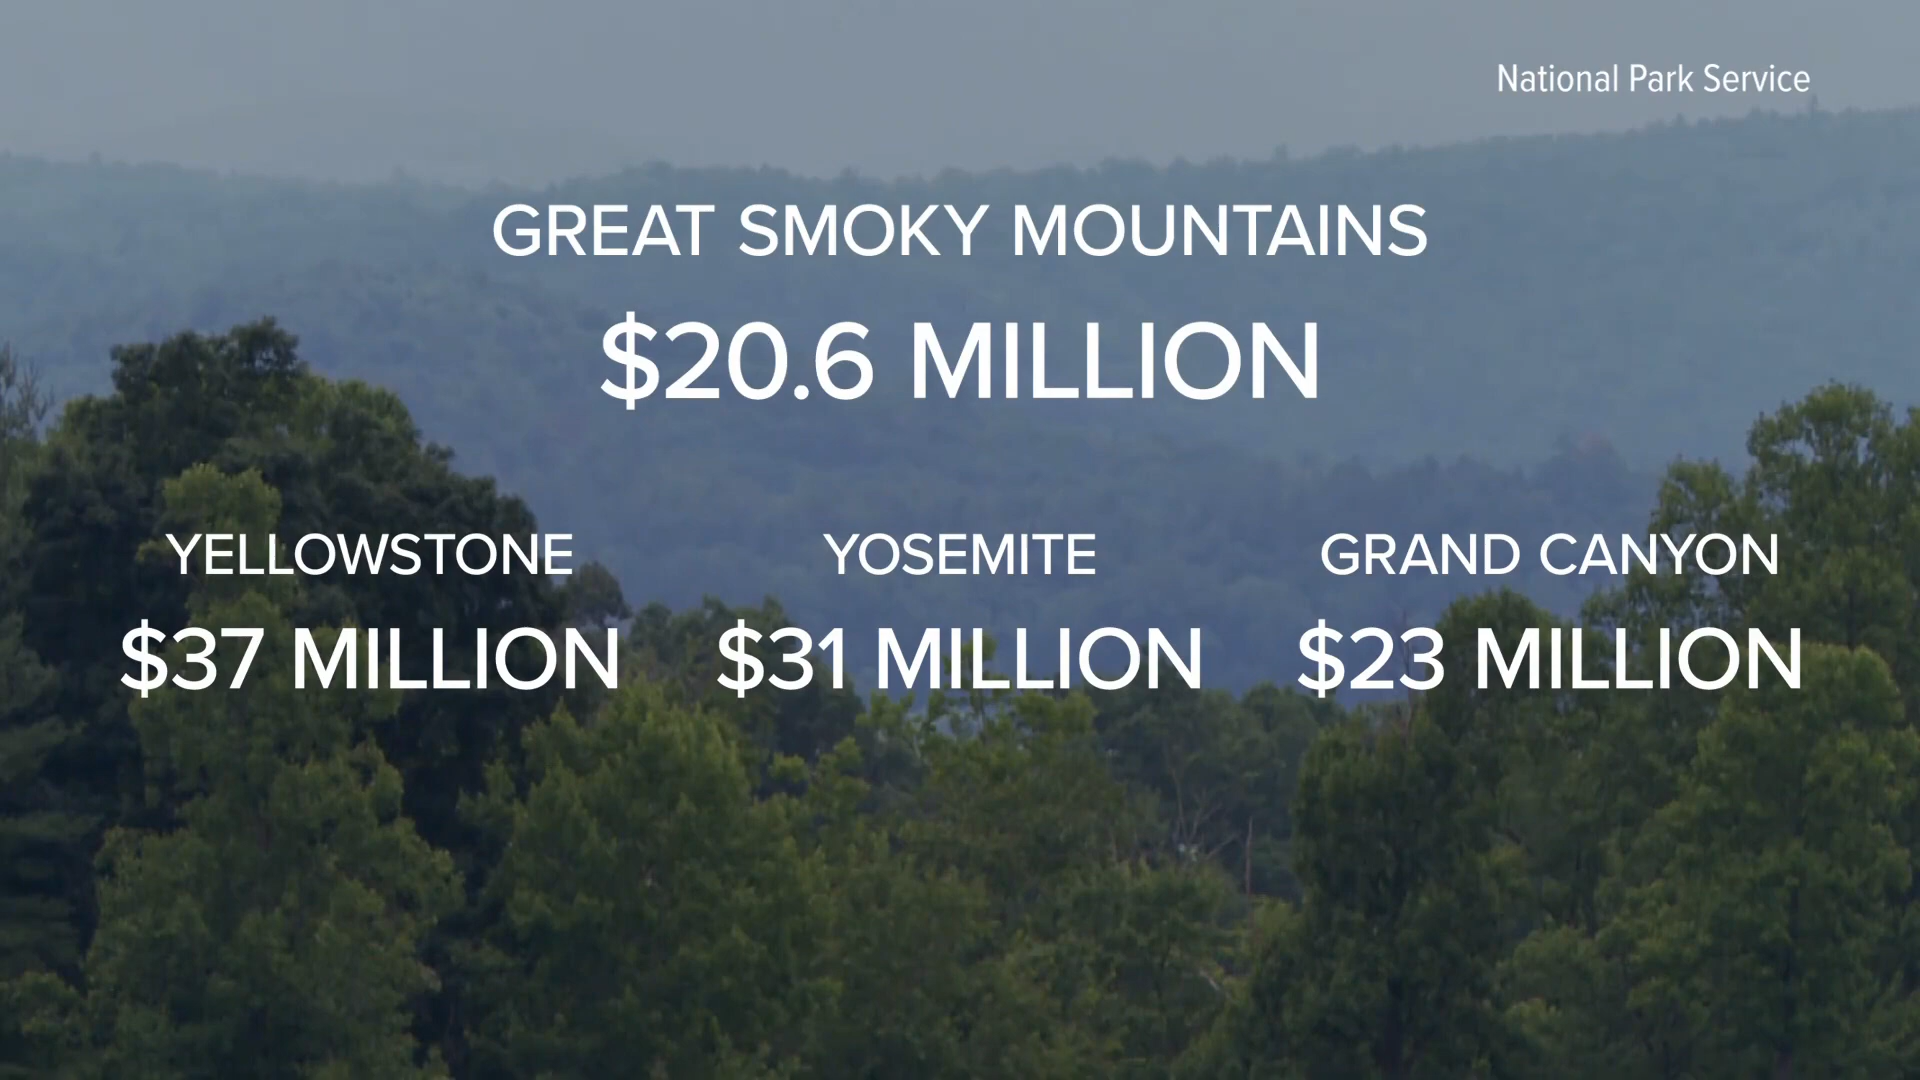 National Park Service
GREAT SMOKY MOUNTAINS
$20.6 MILLION
YELLOWSTONE
$37 MILLION
YOSEMITE
$31 MILLION
GRAND CANYON
$23 MILLION